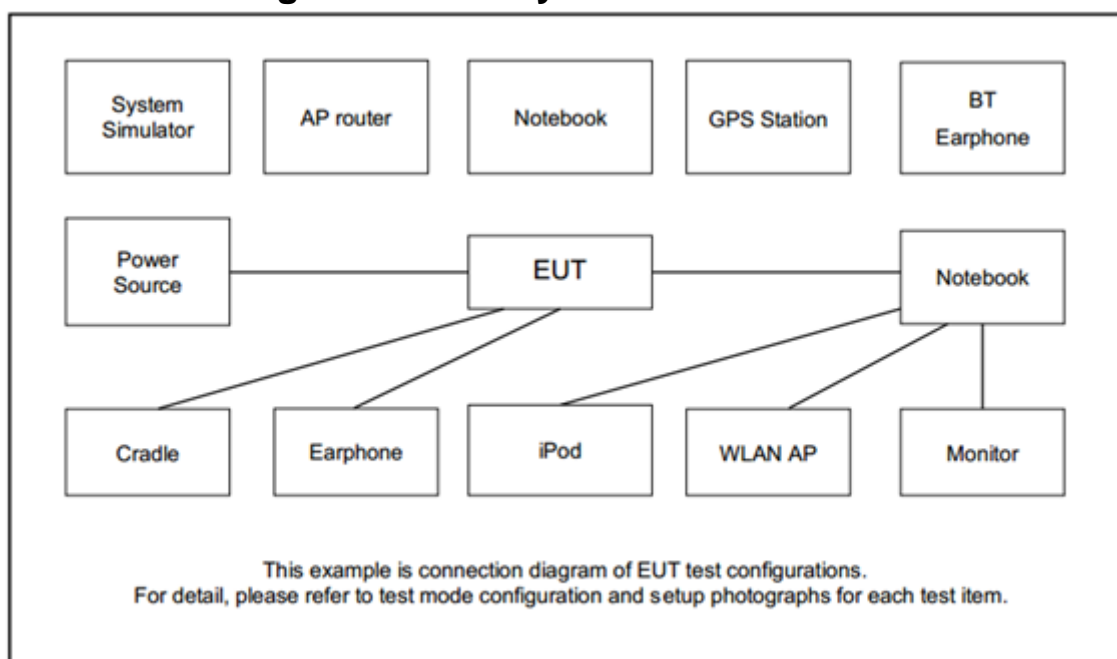 System
Simulator
AP router
Notebook
GPS Station
BT
Earphone
Power
Source
EUT
Notebook
Cradle
Earphone
iPod
WLAN AP
Monitor
This example is connection diagram of EUT test configurations.
For detail, please refer to test mode configuration and setup photographs for each test item.